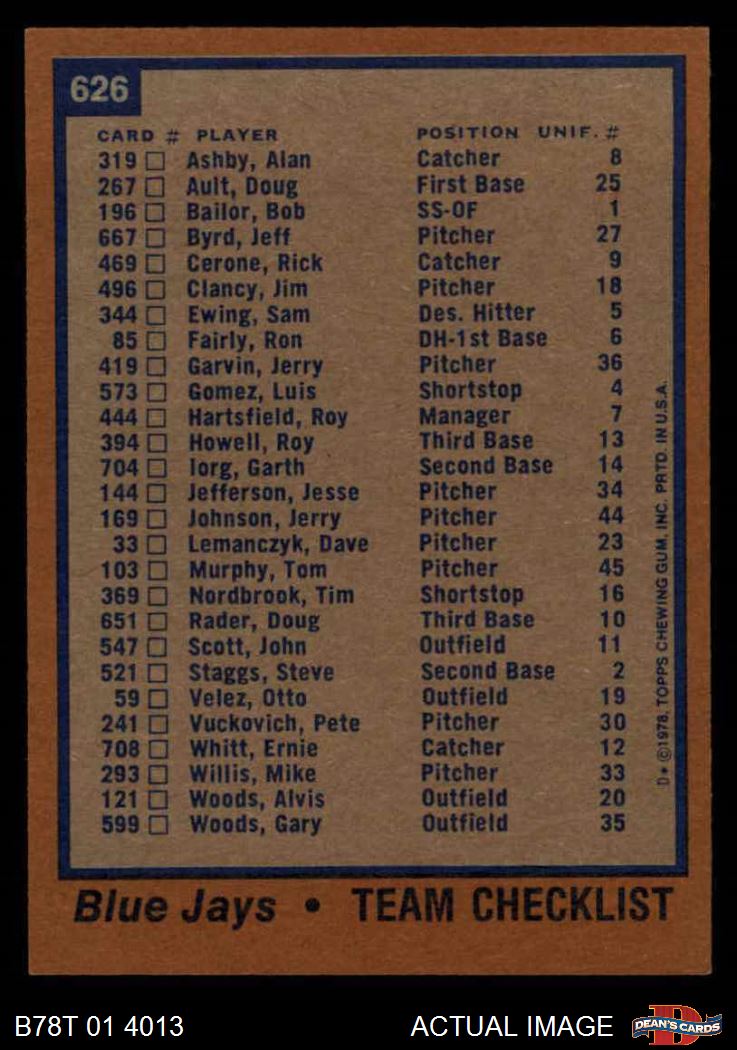 626
CARD # PLAYER POSITION UNIF. #
319 Ashby, Alan Catcher 8
267 Ault, Doug First Base 25
196 Bailor, Bob SS-OF 1
667 Byrd, Jeff Pitcher 27
469 Cerone, Rick Catcher 9
496 Clancy, Jim Pitcher 18
344 Ewing, Sam Des. Hitter 5
85 Fairly, Ron DH-1st Base 6
419 Garvin, Jerry Pitcher 36
573 Gomez, Luis Shortstop 4
444 Hartsfield, Roy Manager 7
394 Howell, Roy Third Base 13
704 Iorg, Garth Second Base 14
144 Jefferson, Jesse Pitcher 34
169 Johnson, Jerry Pitcher 44
33 Lemanczyk, Dave Pitcher 23
103 Murphy, Tom Pitcher 45
369 Nordbrook, Tim Shortstop 16
651 Rader, Doug Third Base 10
547 Scott, John Outfield 11
521 Staggs, Steve Second Base 2
59 Velez, Otto Outfield 19
241 Vuckovich, Pete Pitcher 30
708 Whitt, Ernie Catcher 12
293 Willis, Mike Pitcher 33
121 Woods, Alvis Outfield 20
599 Woods, Gary Outfield 35
D* ©1978, TOPPS CHEWING GUM, INC. PRTD. IN U.S.A.
Blue Jays • TEAM CHECKLIST
B78T 01 4013 ACTUAL IMAGE
DEAN'S CARDS